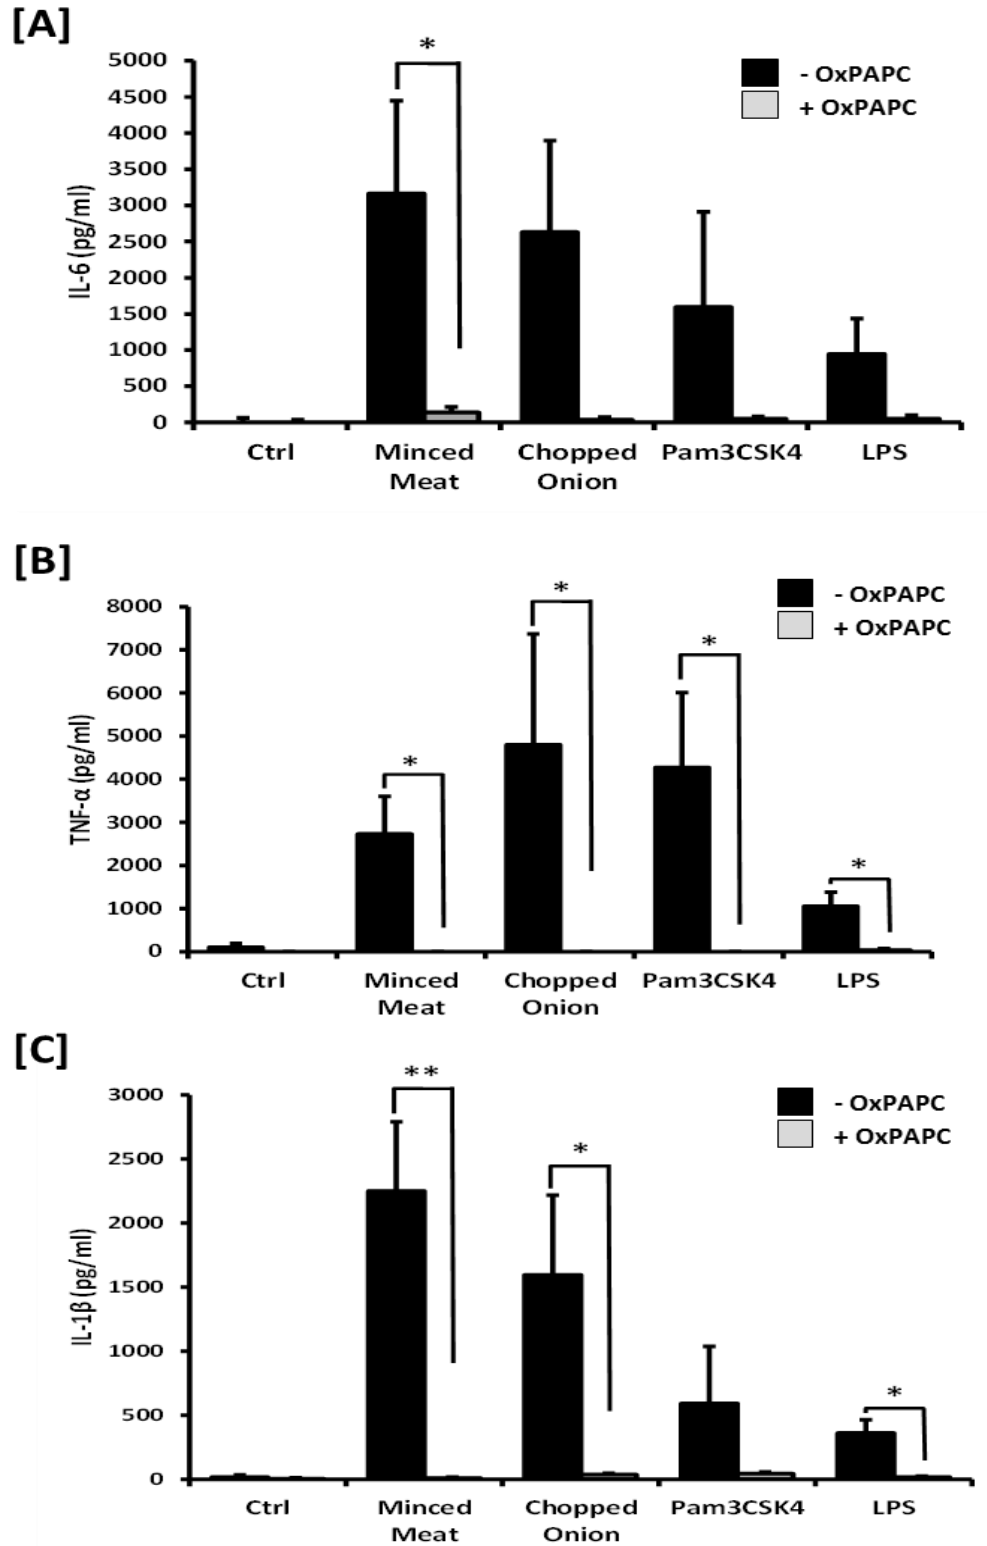 [A]
*
- OxPAPC
+ OxPAPC
IL-6 (pg/ml)
5000
4500
4000
3500
3000
2500
2000
1500
1000
500
0
Ctrl
Minced
Meat
Chopped
Onion
Pam3CSK4
LPS
[B]
*
*
*
*
- OxPAPC
+ OxPAPC
TNF-α (pg/ml)
8000
7000
6000
5000
4000
3000
2000
1000
0
Ctrl
Minced
Meat
Chopped
Onion
Pam3CSK4
LPS
[C]
**
*
*
- OxPAPC
+ OxPAPC
IL-1β (pg/ml)
3000
2500
2000
1500
1000
500
0
Ctrl
Minced
Meat
Chopped
Onion
Pam3CSK4
LPS